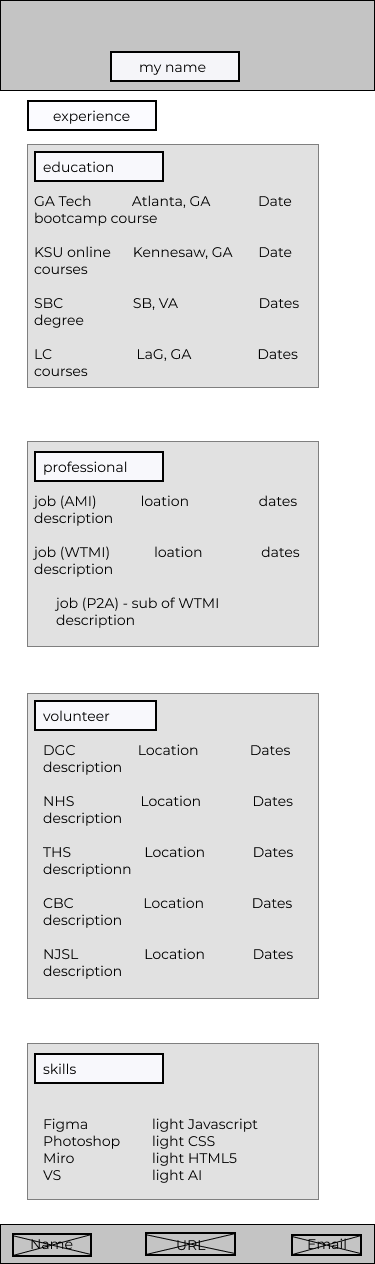 my name
experience
education
GA Tech Atlanta, GA Date
bootcamp course
KSU online Kennesaw, GA Date
courses
SBC SB, VA Dates
degree
LC LaG, GA Dates
courses
professional
job (AMI) loation dates
description
job (WTMI) loation dates
description
job (P2A) - sub of WTMI
description
volunteer
DGC Location Dates
description
NHS Location Dates
description
THS Location Dates
descriptionn
CBC Location Dates
description
NJSL Location Dates
description
skills
Figma light Javascript
Photoshop light CSS
Miro light HTML5
VS light AI
Name URL Email